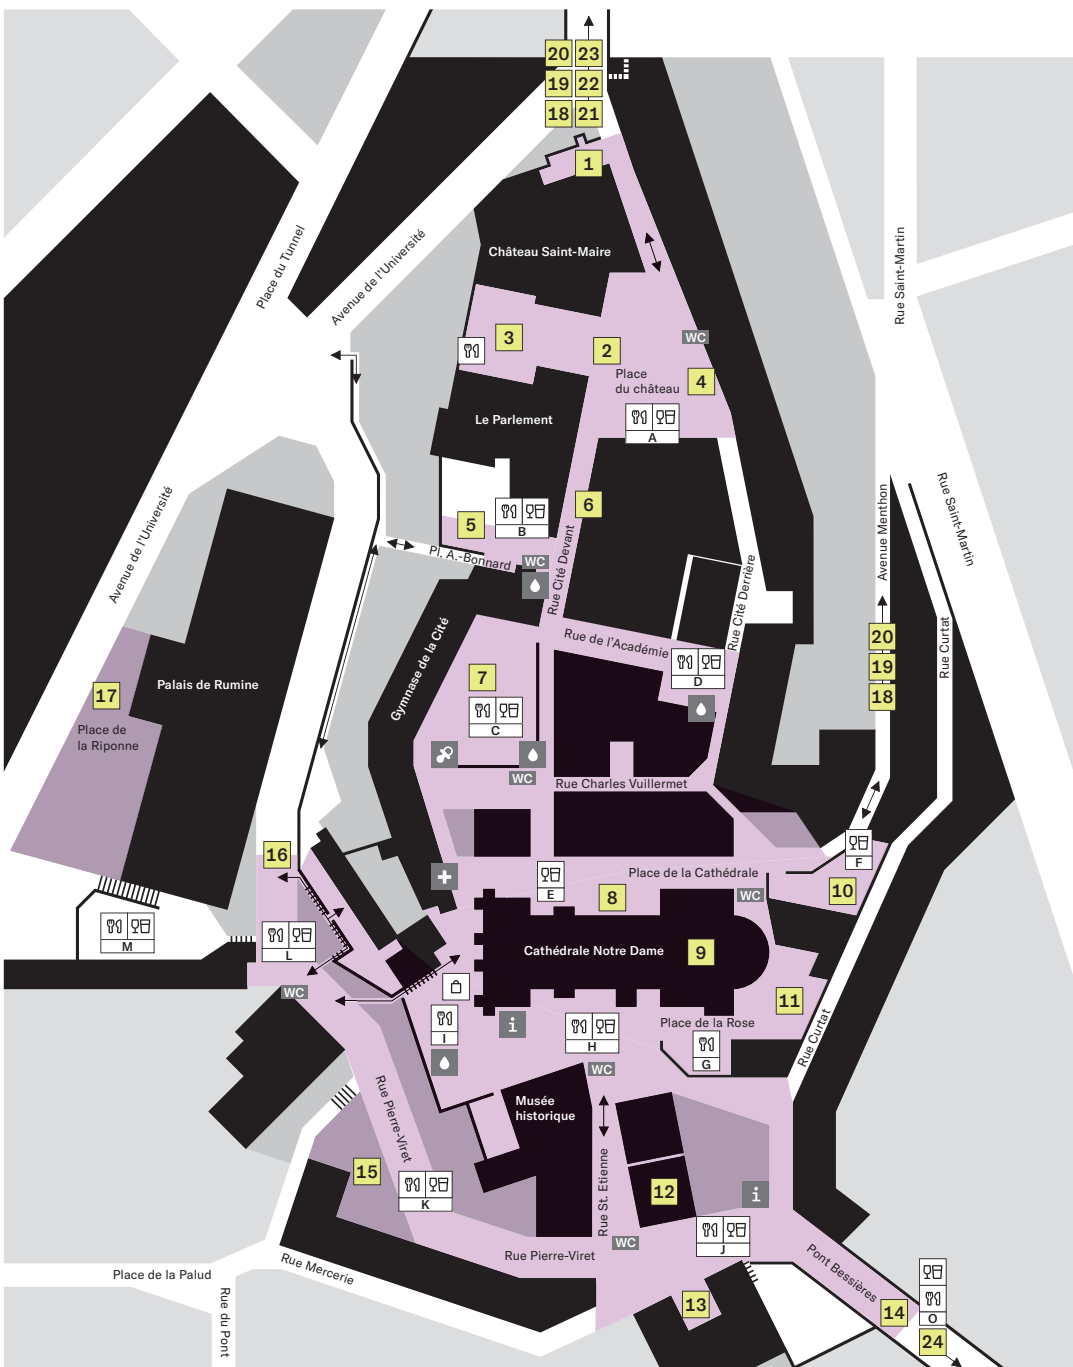 20 23
19 22
18 21
1
Place du Tunnel
Avenue de l'Université
Château Saint-Maire
Rue Saint-Martin
WC
3
2
Place
du château
4
A
Le Parlement
6
5
B
Pl. A.-Bonnard
WC
Rue Cité Devant
Rue Cité Derrière
Avenue Menthon
Rue Saint-Martin
Avenue de l'Université
Gymnase de la Cité
Rue de l'Académie
20
19
18
Rue Curtat
D
7
C
17
Palais de Rumine
Place de
la Riponne
WC
Rue Charles Vuillermet
16
F
Place de la Cathédrale
E
8
WC
10
M
L
Cathédrale Notre Dame
9
WC
11
i
I
H
Place de la Rose
G
Rue Curtat
WC
Rue Pierre-Viret
Musée
historique
15
K
Rue St. Etienne
12
i
WC
J
Rue Pierre-Viret
Pont Bessières
Place de la Palud
Rue Mercerie
Rue du Pont
13
14
O
24